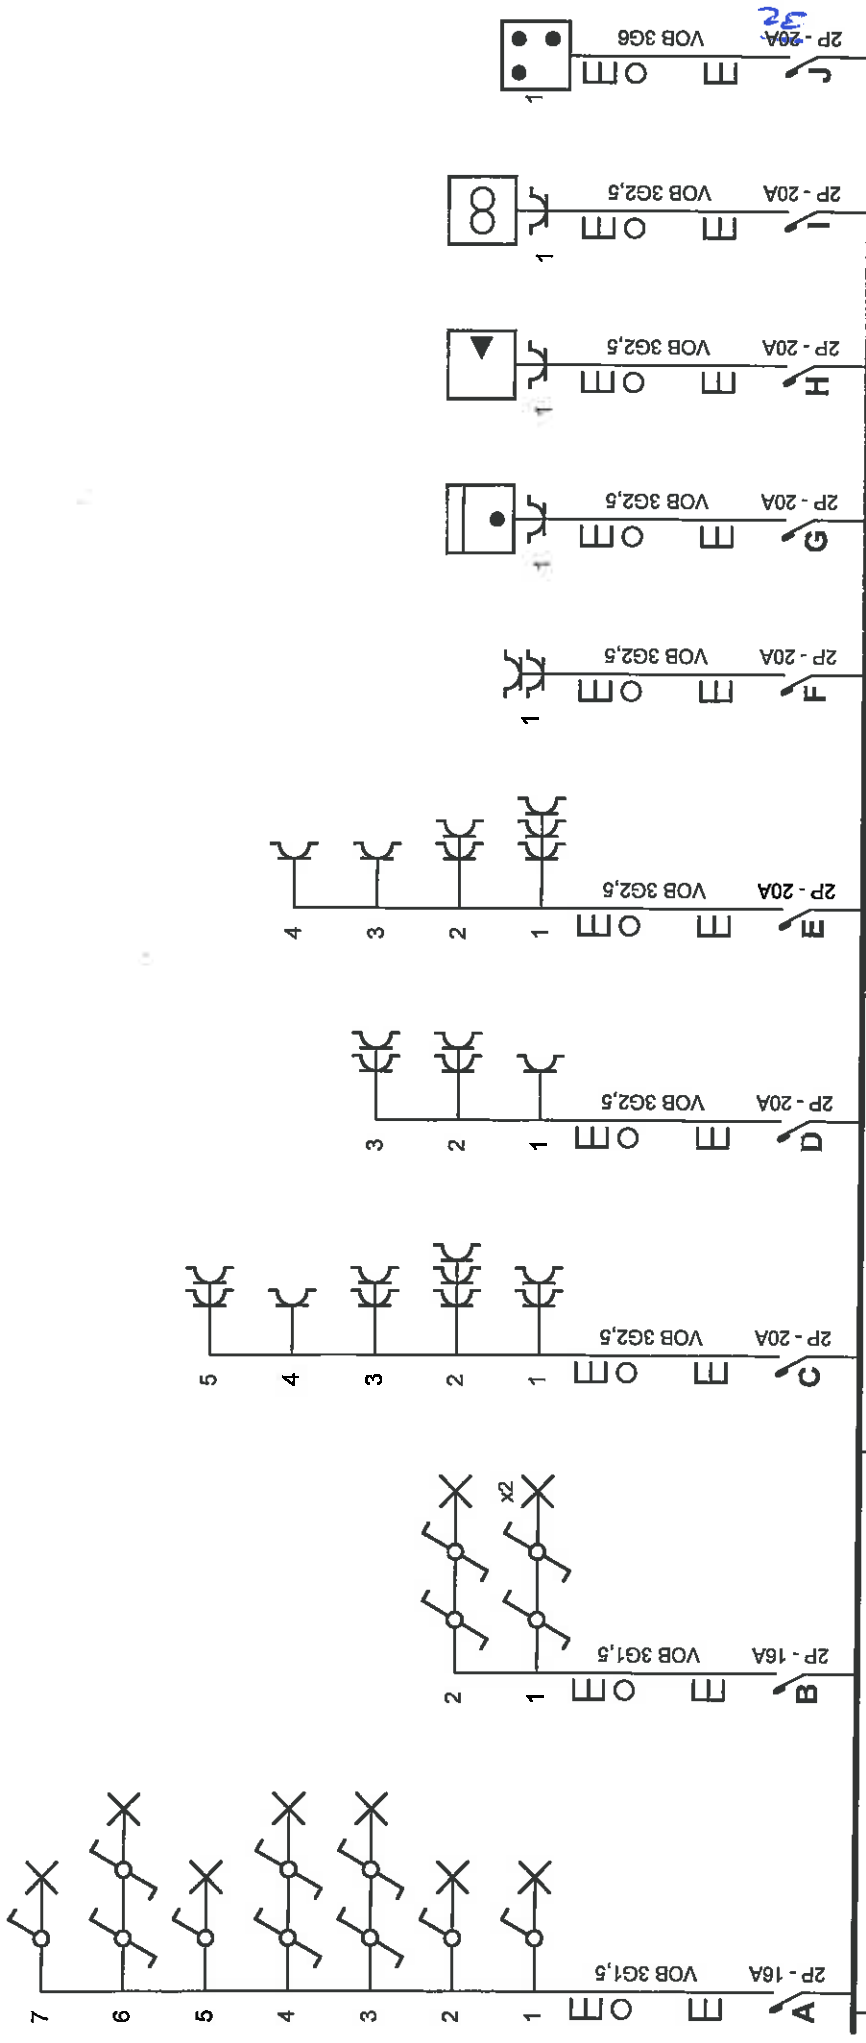 7
6
5
4
3
2
1
VOB 3G1,5
2P - 16A
A
2
1
x2
VOB 3G1,5
2P - 16A
B
5
4
3
2
1
VOB 3G2,5
2P - 20A
C
3
2
1
VOB 3G2,5
2P - 20A
D
4
3
2
1
VOB 3G2,5
2P - 20A
E
1
VOB 3G2,5
2P - 20A
F
1
VOB 3G2,5
2P - 20A
G
1
VOB 3G2,5
2P - 20A
H
1
VOB 3G2,5
2P - 20A
I
1
VOB 3G6
2P - 20A
32
J